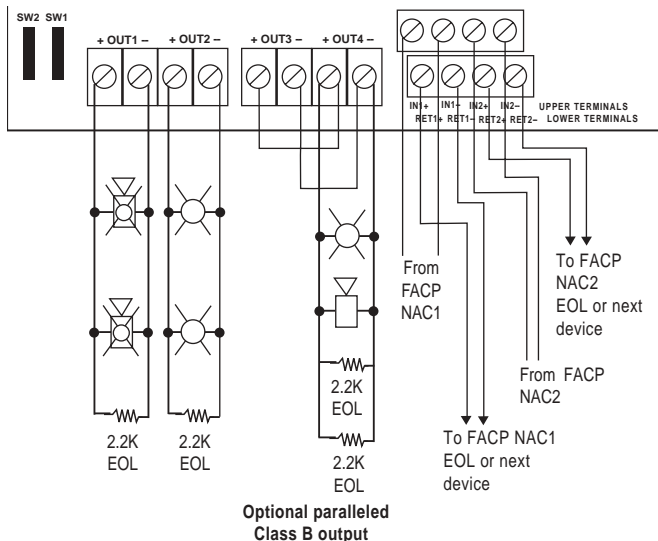 SW2 SW1
+ OUT1 – + OUT2 –
+ OUT3 – + OUT4 –
IN1+ IN1– IN2+ IN2– UPPER TERMINALS
RET1+ RET1– RET2+ RET2– LOWER TERMINALS
From
FACP
NAC1
To FACP
NAC2
EOL or next
device
From FACP
NAC2
To FACP NAC1
EOL or next
device
2.2K
EOL
2.2K
EOL
2.2K
EOL
2.2K
EOL
Optional paralleled
Class B output